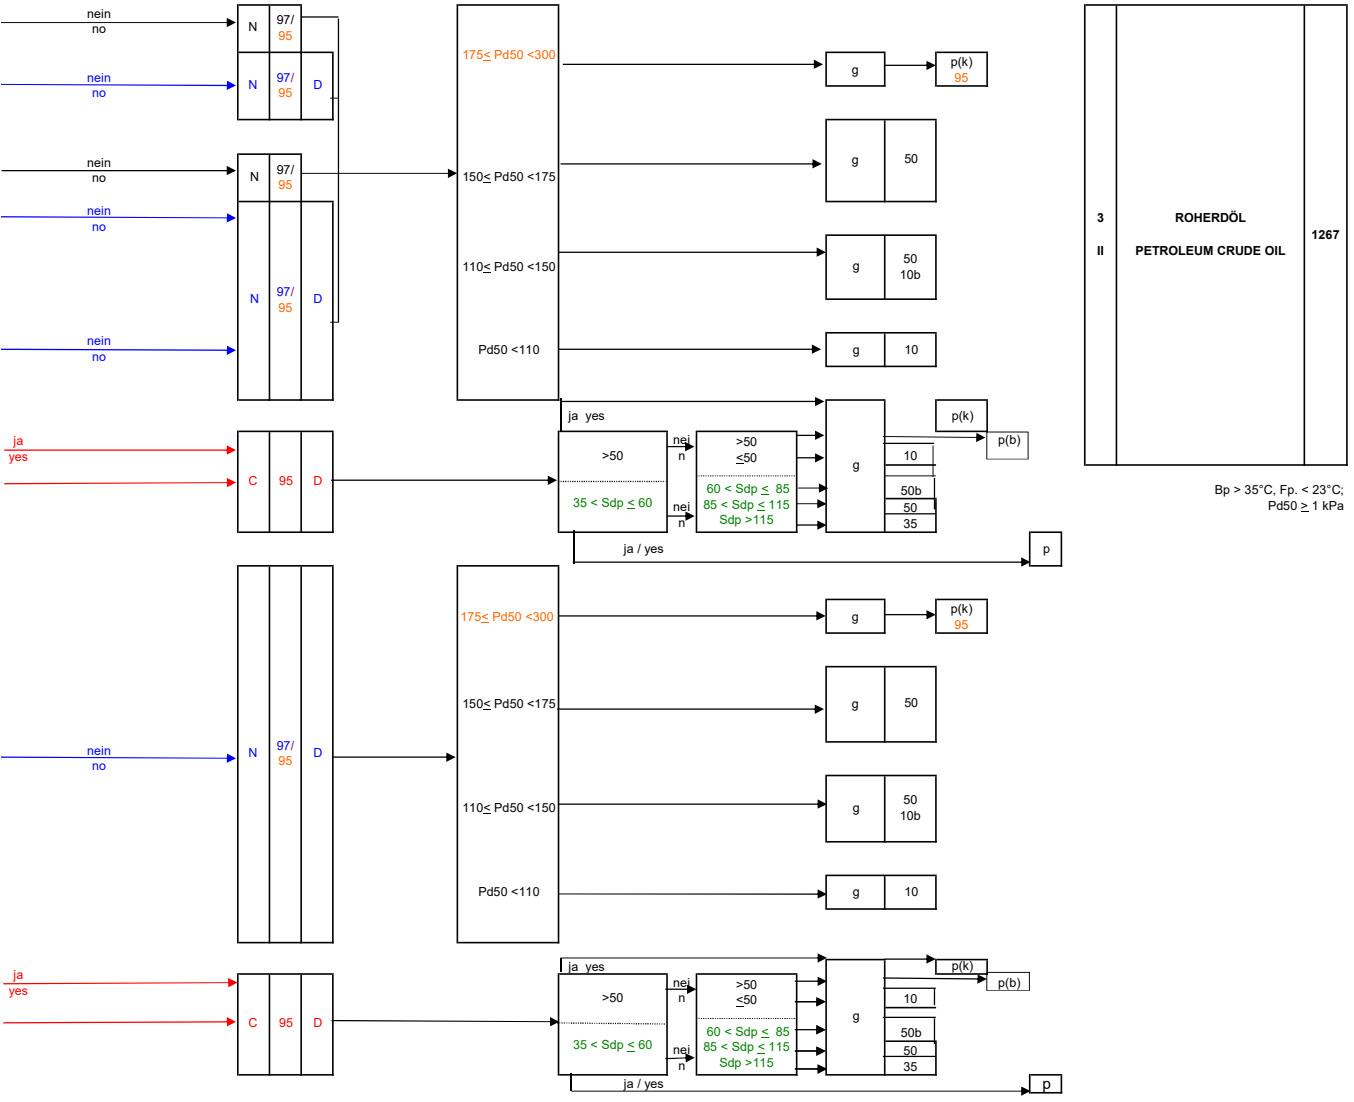 nein
no
N
97/
95
nein
no
N
97/
95
D
nein
no
N
97/
95
nein
no
N
97/
95
D
nein
no
175≤ Pd50 <300
150≤ Pd50 <175
110≤ Pd50 <150
Pd50 <110
g
p(k)
95
g
50
g
50
10b
g
10
3
II
ROHERDÖL
PETROLEUM CRUDE OIL
1267
Bp > 35°C, Fp. < 23°C;
Pd50 ≥ 1 kPa
ja
yes
C
95
D
ja yes
>50
35 < Sdp ≤ 60
nei
n
nei
n
>50
≤50
60 < Sdp ≤ 85
85 < Sdp ≤ 115
Sdp >115
g
p(k)
p(b)
10
50b
50
35
ja / yes
p
nein
no
N
97/
95
D
175≤ Pd50 <300
150≤ Pd50 <175
110≤ Pd50 <150
Pd50 <110
g
p(k)
95
g
50
g
50
10b
g
10
ja
yes
C
95
D
ja yes
>50
35 < Sdp ≤ 60
nei
n
nei
n
>50
≤50
60 < Sdp ≤ 85
85 < Sdp ≤ 115
Sdp >115
g
p(k)
p(b)
10
50b
50
35
ja / yes
p